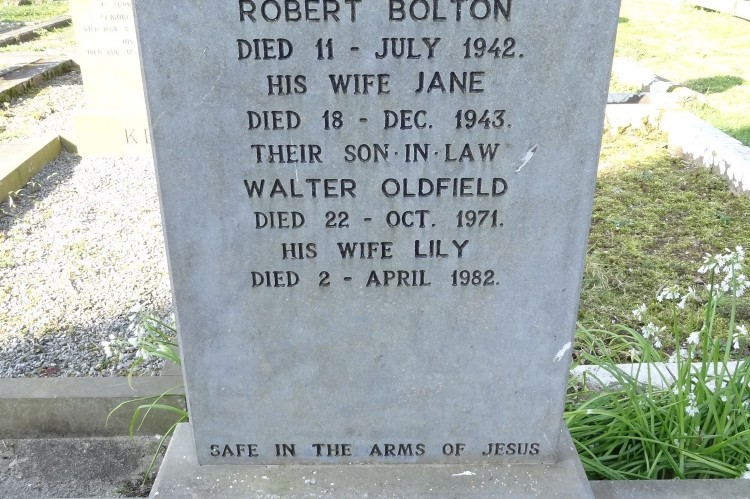 ROBERT BOLTON
DIED 11 - JULY 1942.
HIS WIFE JANE
DIED 18 - DEC. 1943.
THEIR SON-IN-LAW
WALTER OLDFIELD
DIED 22 - OCT. 1971.
HIS WIFE LILY
DIED 2 - APRIL 1982.
SAFE IN THE ARMS OF JESUS